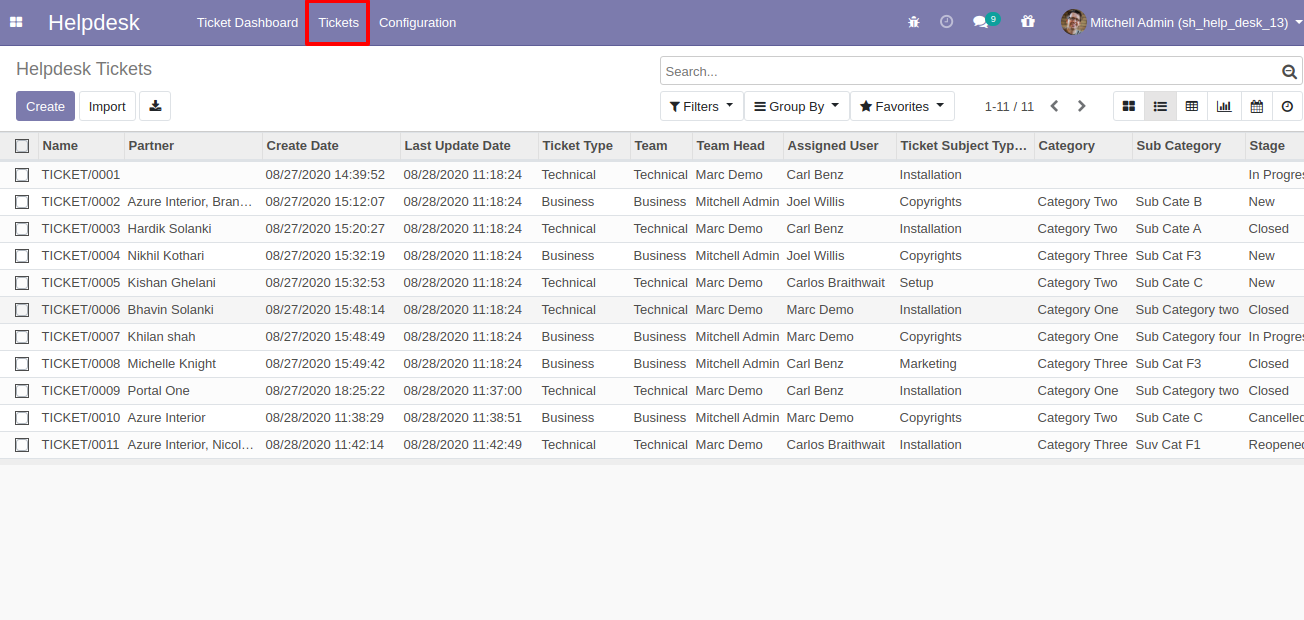 Helpdesk Ticket Dashboard Tickets Configuration 9 Mitchell Admin (sh_help_desk_13)
Helpdesk Tickets Search...
Create Import Filters Group By Favorites 1-11 / 11
Name Partner Create Date Last Update Date Ticket Type Team Team Head Assigned User Ticket Subject Typ... Category Sub Category Stage
TICKET/0001 08/27/2020 14:39:52 08/28/2020 11:18:24 Technical Technical Marc Demo Carl Benz Installation In Progres
TICKET/0002 Azure Interior, Bran... 08/27/2020 15:12:07 08/28/2020 11:18:24 Business Business Mitchell Admin Joel Willis Copyrights Category Two Sub Cate B New
TICKET/0003 Hardik Solanki 08/27/2020 15:20:27 08/28/2020 11:18:24 Technical Technical Marc Demo Carl Benz Installation Category Two Sub Cate A Closed
TICKET/0004 Nikhil Kothari 08/27/2020 15:32:19 08/28/2020 11:18:24 Business Business Mitchell Admin Joel Willis Copyrights Category Three Sub Cat F3 New
TICKET/0005 Kishan Ghelani 08/27/2020 15:32:53 08/28/2020 11:18:24 Technical Technical Marc Demo Carlos Braithwait Setup Category Two Sub Cate C New
TICKET/0006 Bhavin Solanki 08/27/2020 15:48:14 08/28/2020 11:18:24 Technical Technical Marc Demo Marc Demo Installation Category One Sub Category two Closed
TICKET/0007 Khilan shah 08/27/2020 15:48:49 08/28/2020 11:18:24 Business Business Mitchell Admin Marc Demo Copyrights Category One Sub Category four In Progres
TICKET/0008 Michelle Knight 08/27/2020 15:49:42 08/28/2020 11:18:24 Business Business Mitchell Admin Carl Benz Marketing Category Three Sub Cat F3 Closed
TICKET/0009 Portal One 08/27/2020 18:25:22 08/28/2020 11:37:00 Technical Technical Marc Demo Carl Benz Installation Category One Sub Category two Closed
TICKET/0010 Azure Interior 08/28/2020 11:38:29 08/28/2020 11:38:51 Business Business Mitchell Admin Marc Demo Copyrights Category Two Sub Cate C Cancelled
TICKET/0011 Azure Interior, Nicol... 08/28/2020 11:42:14 08/28/2020 11:42:49 Technical Technical Marc Demo Carlos Braithwait Installation Category Three Suv Cat F1 Reopened